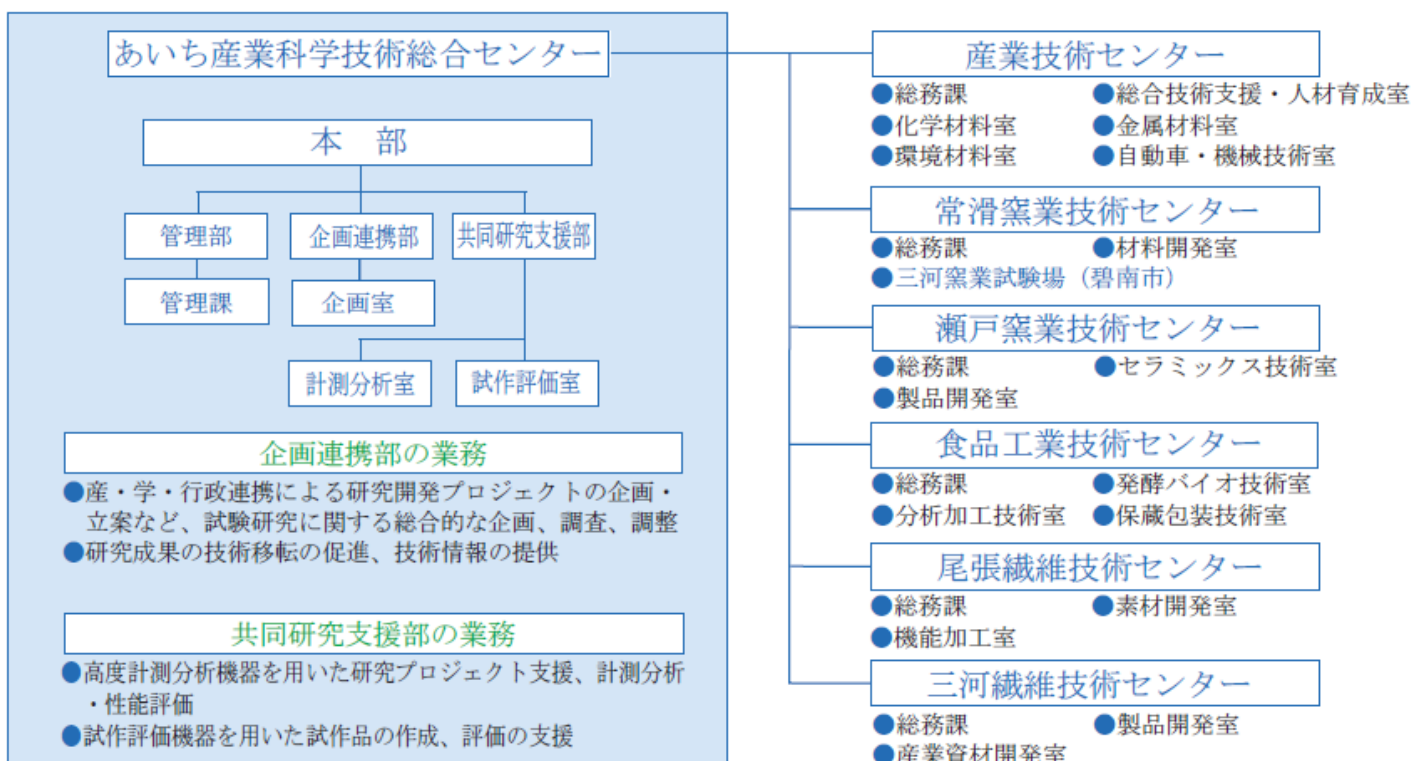 あいち産業科学技術総合センター
本 部
管理部 企画連携部 共同研究支援部
管理課 企画室
計測分析室 試作評価室
企画連携部の業務
●産・学・行政連携による研究開発プロジェクトの企画・
立案など、試験研究に関する総合的な企画、調査、調整
●研究成果の技術移転の促進、技術情報の提供
共同研究支援部の業務
●高度計測分析機器を用いた研究プロジェクト支援、計測分析
・性能評価
●試作評価機器を用いた試作品の作成、評価の支援
産業技術センター
●総務課 ●総合技術支援・人材育成室
●化学材料室 ●金属材料室
●環境材料室 ●自動車・機械技術室
常滑窯業技術センター
●総務課 ●材料開発室
●三河窯業試験場（碧南市）
瀬戸窯業技術センター
●総務課 ●セラミックス技術室
●製品開発室
食品工業技術センター
●総務課 ●発酵バイオ技術室
●分析加工技術室 ●保蔵包装技術室
尾張繊維技術センター
●総務課 ●素材開発室
●機能加工室
三河繊維技術センター
●総務課 ●製品開発室
●産業資材開発室